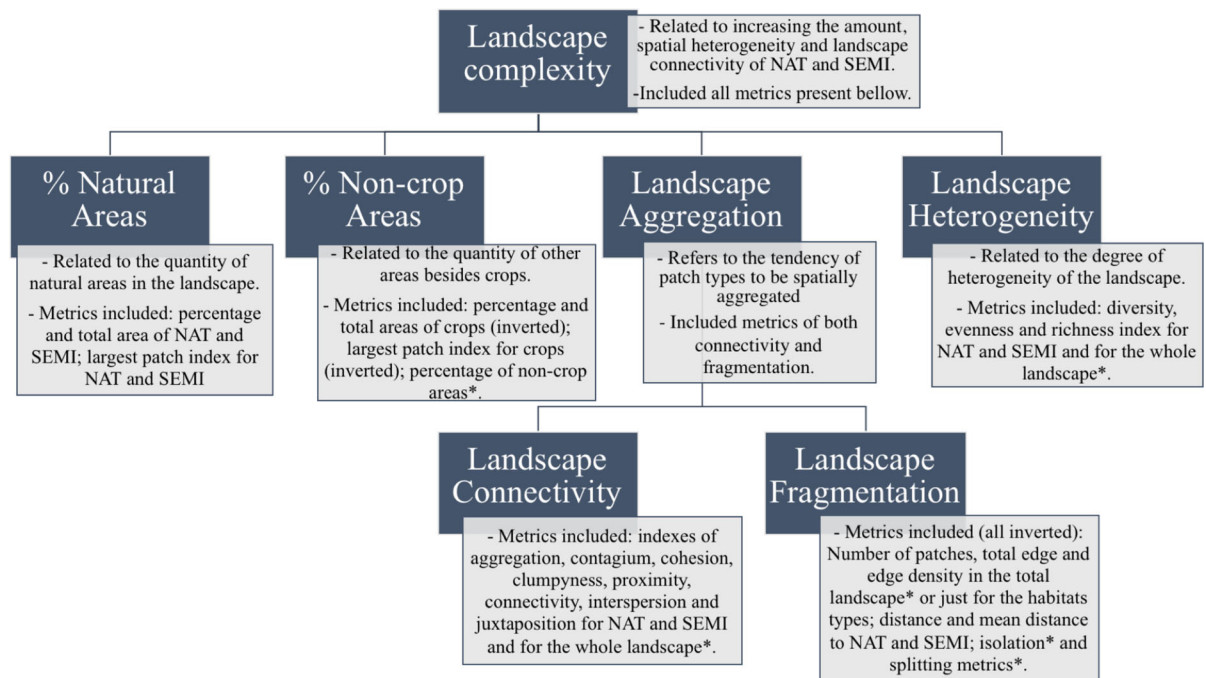 Landscape
complexity
- Related to increasing the amount,
spatial heterogeneity and landscape
connectivity of NAT and SEMI.
-Included all metrics present bellow.
% Natural
Areas
- Related to the quantity of
natural areas in the landscape.
- Metrics included: percentage
and total area of NAT and
SEMI; largest patch index for
NAT and SEMI
% Non-crop
Areas
- Related to the quantity of other
areas besides crops.
- Metrics included: percentage and
total areas of crops (inverted);
largest patch index for crops
(inverted); percentage of non-crop
areas*.
Landscape
Aggregation
- Refers to the tendency of
patch types to be spatially
aggregated
- Included metrics of both
connectivity and
fragmentation.
Landscape
Heterogeneity
- Related to the degree of
heterogeneity of the landscape.
- Metrics included: diversity,
evenness and richness index for
NAT and SEMI and for the whole
landscape*.
Landscape
Connectivity
- Metrics included: indexes of
aggregation, contagium, cohesion,
clumpyness, proximity,
connectivity, interspersion and
juxtaposition for NAT and SEMI
and for the whole landscape*.
Landscape
Fragmentation
- Metrics included (all inverted):
Number of patches, total edge and
edge density in the total
landscape* or just for the habitats
types; distance and mean distance
to NAT and SEMI; isolation* and
splitting metrics*.